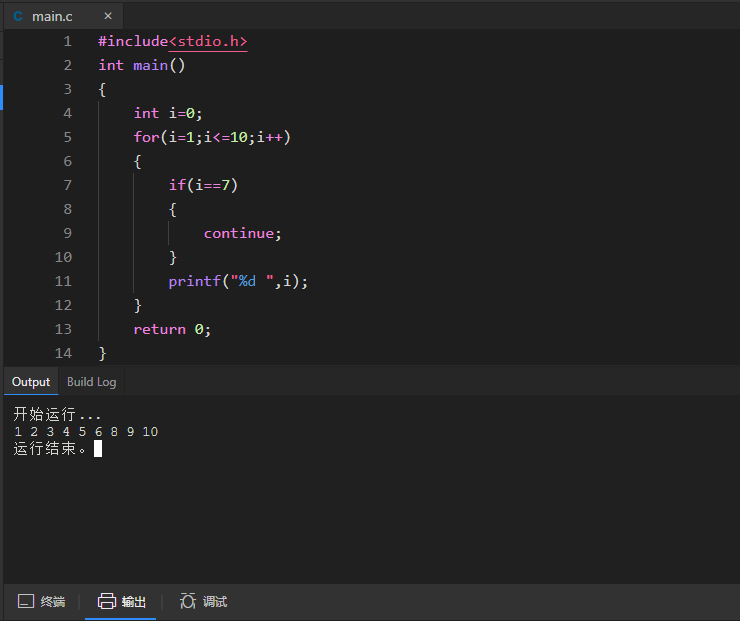 C main.c ×
1 #include<stdio.h>
2 int main()
3 {
4 int i=0;
5 for(i=1;i<=10;i++)
6 {
7 if(i==7)
8 {
9 continue;
10 }
11 printf("%d ",i);
12 }
13 return 0;
14 }
Output Build Log
开始运行...
1 2 3 4 5 6 8 9 10
运行结束。
终端 输出 调试